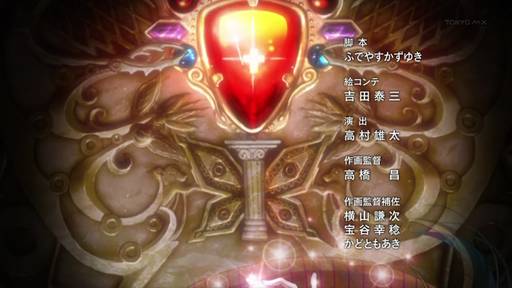 TOKYO MX
脚 本
ふでやすかずゆき
絵コンテ
吉田泰三
演 出
高村雄太
作画監督
高橋 昌
作画監督補佐
横山謙次
宝谷幸稔
かどともあき